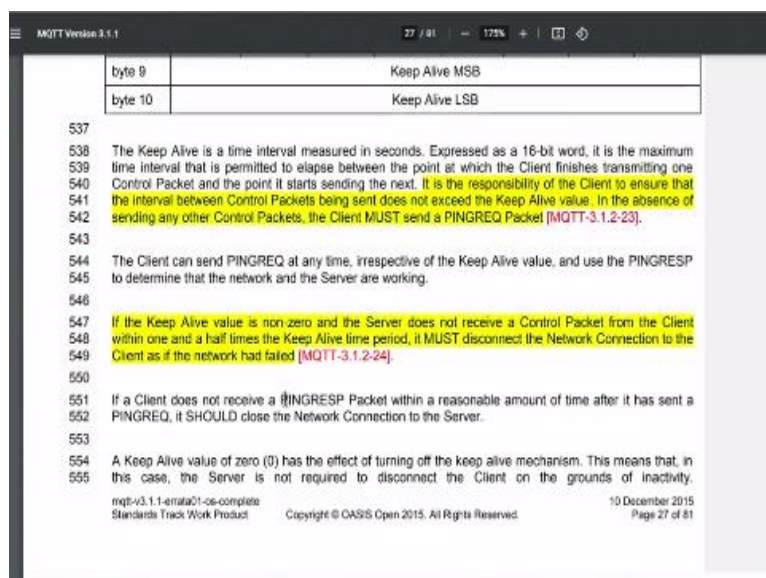 MQTT Version 3.1.1
27 / 81
175%
byte 9 Keep Alive MSB
byte 10 Keep Alive LSB
537
538 The Keep Alive is a time interval measured in seconds. Expressed as a 16-bit word, it is the maximum
539 time interval that is permitted to elapse between the point at which the Client finishes transmitting one
540 Control Packet and the point it starts sending the next. It is the responsibility of the Client to ensure that
541 the interval between Control Packets being sent does not exceed the Keep Alive value. In the absence of
542 sending any other Control Packets, the Client MUST send a PINGREQ Packet [MQTT-3.1.2-23].
543
544 The Client can send PINGREQ at any time, irrespective of the Keep Alive value, and use the PINGRESP
545 to determine that the network and the Server are working.
546
547 If the Keep Alive value is non-zero and the Server does not receive a Control Packet from the Client
548 within one and a half times the Keep Alive time period, it MUST disconnect the Network Connection to the
549 Client as if the network had failed [MQTT-3.1.2-24].
550
551 If a Client does not receive a PINGRESP Packet within a reasonable amount of time after it has sent a
552 PINGREQ, it SHOULD close the Network Connection to the Server.
553
554 A Keep Alive value of zero (0) has the effect of turning off the keep alive mechanism. This means that, in
555 this case, the Server is not required to disconnect the Client on the grounds of inactivity.
mqtt-v3.1.1-errata01-os-complete 10 December 2015
Standards Track Work Product Copyright © OASIS Open 2015. All Rights Reserved. Page 27 of 81